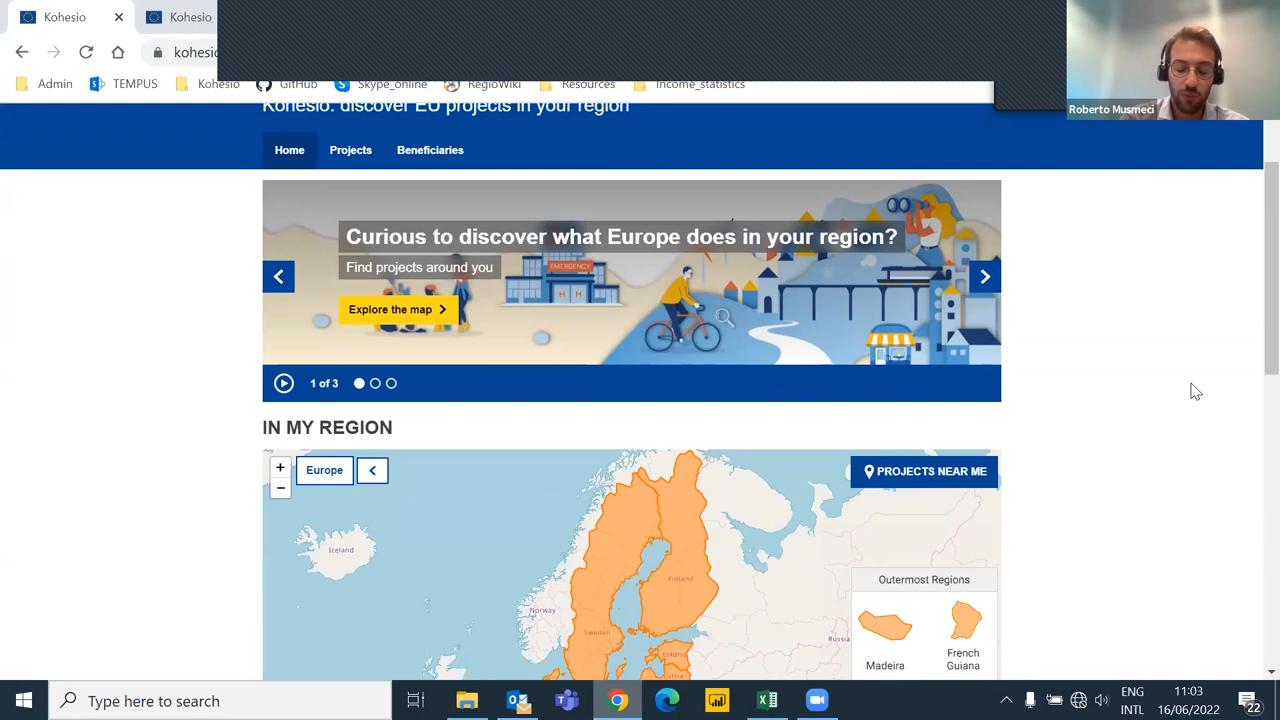 Kohesio
Kohesio
kohesic
Admin
TEMPUS
Kohesio
GitHub
Skype_online
RegioWiki
Resources
Income_statistics
Roberto Musmeci
Kohesio: discover EU projects in your region
Home
Projects
Beneficiaries
Curious to discover what Europe does in your region?
Find projects around you
EMERGENCY
H H
Explore the map
1 of 3
IN MY REGION
+
Europe
PROJECTS NEAR ME
−
Iceland
Outermost Regions
Finland
Norway
Sweden
Russia
Estonia
Latvia
Madeira
French
Guiana
Type here to search
ENG
INTL
11:03
16/06/2022
22